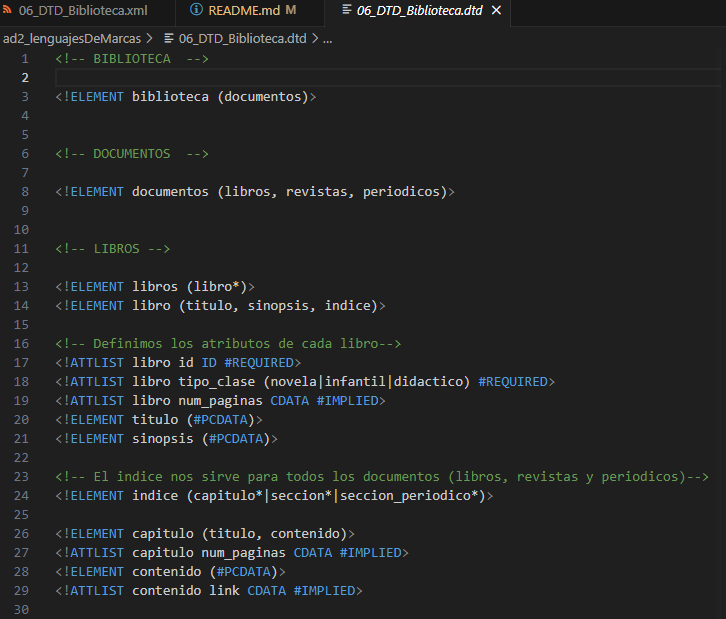 06_DTD_Biblioteca.xml README.md M 06_DTD_Biblioteca.dtd
ad2_lenguajesDeMarcas > 06_DTD_Biblioteca.dtd > ...
1 <!-- BIBLIOTECA  -->
2
3 <!ELEMENT biblioteca (documentos)>
4
5
6 <!-- DOCUMENTOS  -->
7
8 <!ELEMENT documentos (libros, revistas, periodicos)>
9
10
11 <!-- LIBROS -->
12
13 <!ELEMENT libros (libro*)>
14 <!ELEMENT libro (titulo, sinopsis, indice)>
15
16 <!-- Definimos los atributos de cada libro-->
17 <!ATTLIST libro id ID #REQUIRED>
18 <!ATTLIST libro tipo_clase (novela|infantil|didactico) #REQUIRED>
19 <!ATTLIST libro num_paginas CDATA #IMPLIED>
20 <!ELEMENT titulo (#PCDATA)>
21 <!ELEMENT sinopsis (#PCDATA)>
22
23 <!-- El indice nos sirve para todos los documentos (libros, revistas y periodicos)-->
24 <!ELEMENT indice (capitulo*|seccion*|seccion_periodico*)>
25
26 <!ELEMENT capitulo (titulo, contenido)>
27 <!ATTLIST capitulo num_paginas CDATA #IMPLIED>
28 <!ELEMENT contenido (#PCDATA)>
29 <!ATTLIST contenido link CDATA #IMPLIED>
30